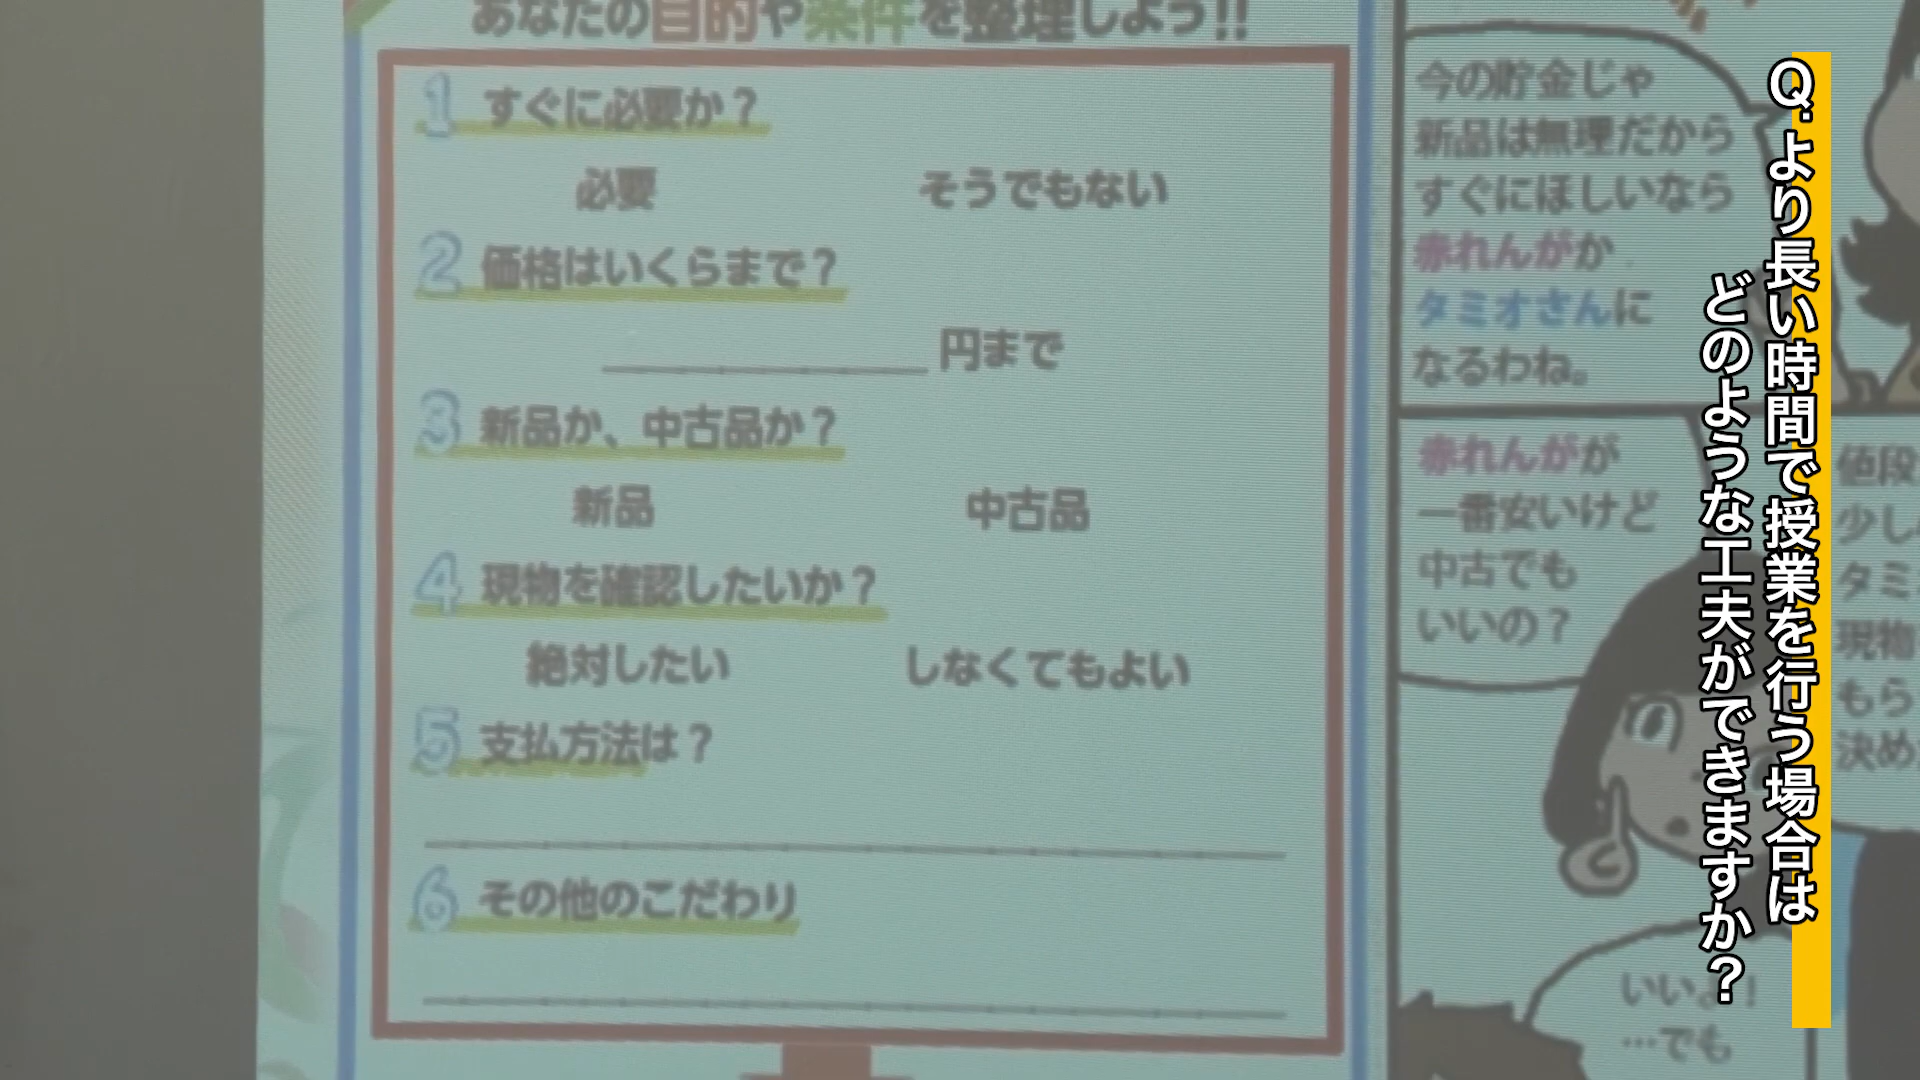 あなたの目的や条件を整理しよう!!
1 すぐに必要か？
必要 そうでもない
2 価格はいくらまで？
円まで
3 新品か、中古品か？
新品 中古品
4 現物を確認したいか？
絶対したい しなくてもよい
5 支払方法は？
6 その他のこだわり
今の貯金じゃ
新品は無理だから
すぐにほしいなら
赤れんがか
タミオさんに
なるわね。
赤れんがが
一番安いけど
中古でも
いいの？
値段
少し
タミ
現物
もら
決め
いいよ！
…でも
Q.より長い時間で授業を行う場合は
どのような工夫ができますか？